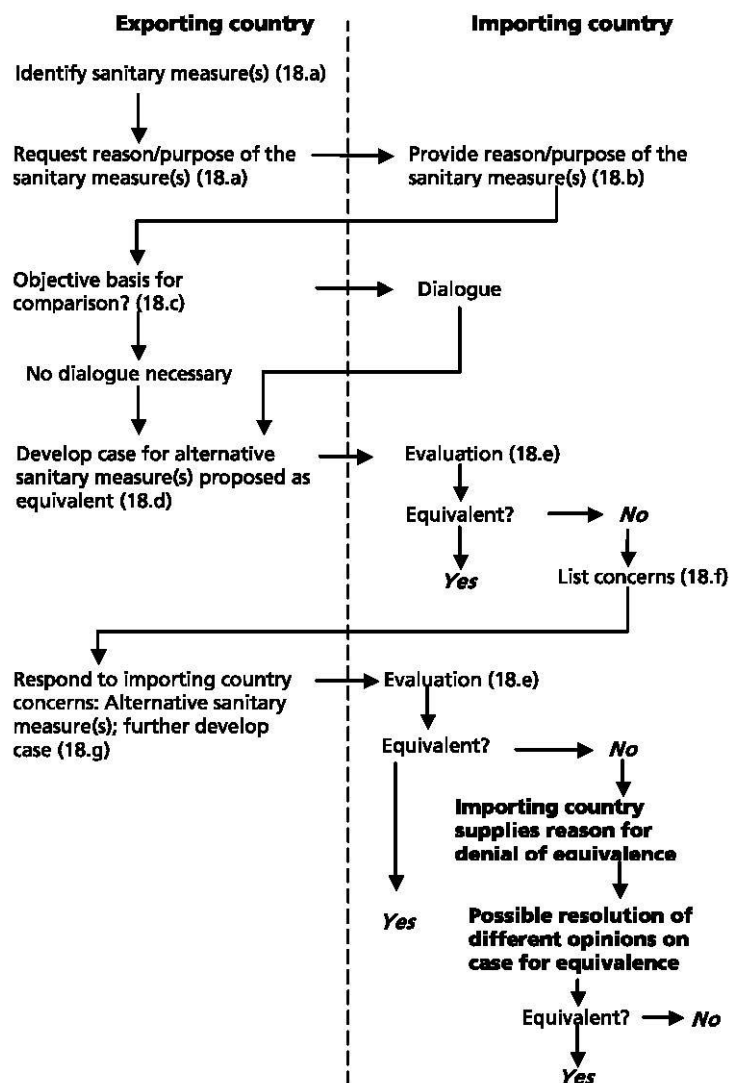 Exporting country
Importing country
Identify sanitary measure(s) (18.a)
Request reason/purpose of the
sanitary measure(s) (18.a)
Provide reason/purpose of the
sanitary measure(s) (18.b)
Objective basis for
comparison? (18.c)
Dialogue
No dialogue necessary
Develop case for alternative
sanitary measure(s) proposed as
equivalent (18.d)
Evaluation (18.e)
Equivalent?
No
Yes
List concerns (18.f)
Respond to importing country
concerns: Alternative sanitary
measure(s); further develop
case (18.g)
Evaluation (18.e)
Equivalent?
No
Importing country
supplies reason for
denial of equivalence
Yes
Possible resolution of
different opinions on
case for equivalence
Equivalent?
No
Yes